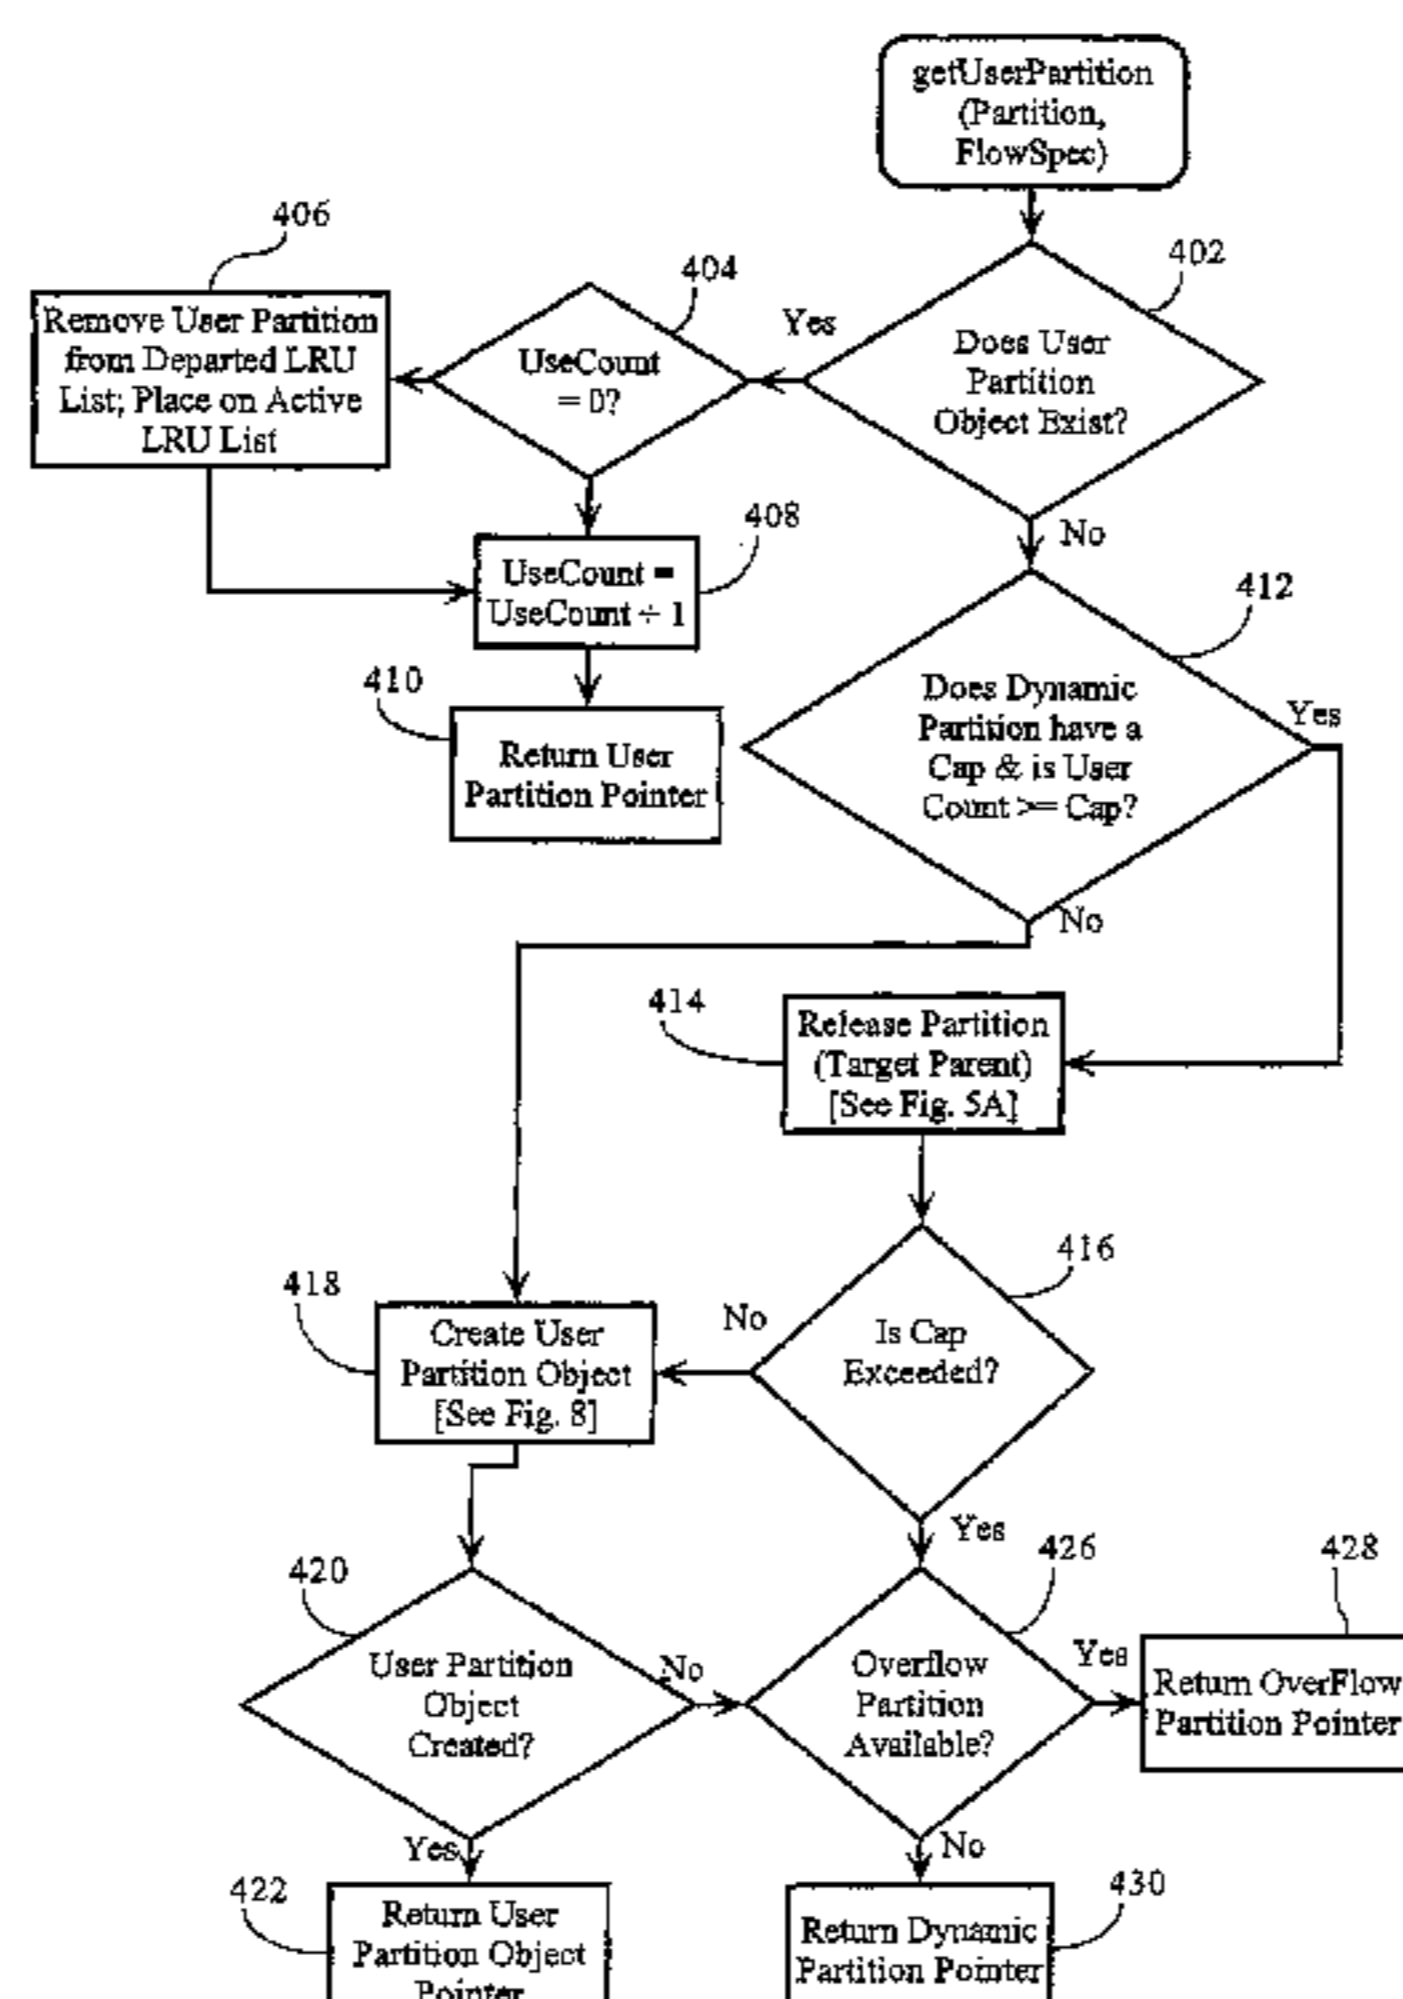 getUserPartition
(Partition,
FlowSpec)
406
404
402
Remove User Partition
from Departed LRU
List; Place on Active
LRU List
UseCount
= 0?
Yes
Does User
Partition
Object Exist?
No
408
UseCount =
UseCount + 1
412
410
Return User
Partition Pointer
Does Dynamic
Partition have a
Cap & is User
Count >= Cap?
Yes
No
414
Release Partition
(Target Parent)
[See Fig. 5A]
416
418
Create User
Partition Object
[See Fig. 8]
No
Is Cap
Exceeded?
Yes
420
426
428
User Partition
Object
Created?
No
Overflow
Partition
Available?
Yes
Return OverFlow
Partition Pointer
Yes
No
422
430
Return User
Partition Object
Pointer
Return Dynamic
Partition Pointer